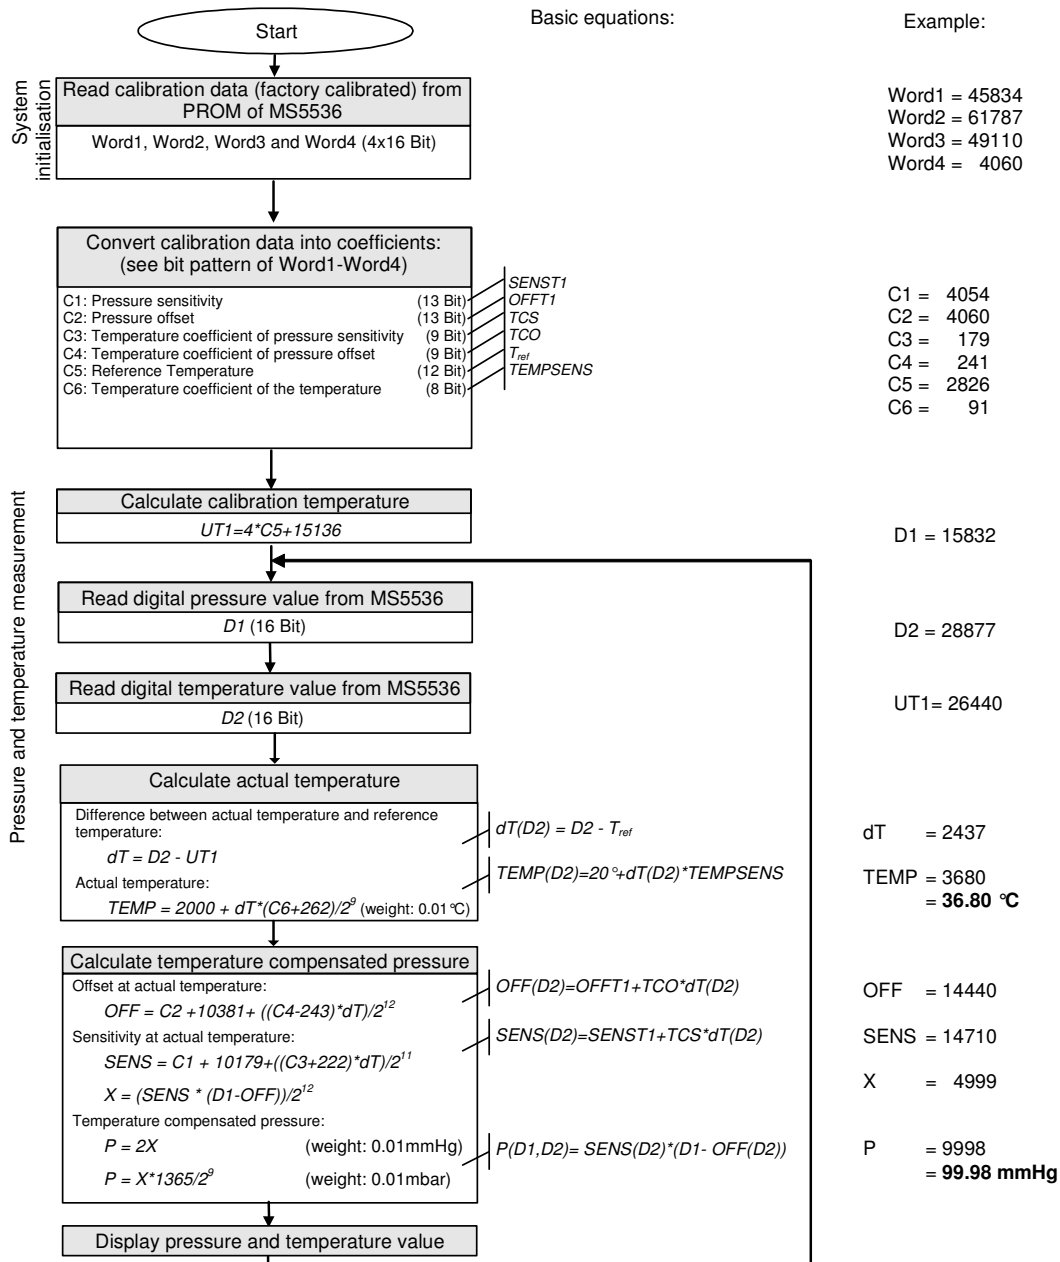 Basic equations:
Example:
Start
System
initialisation
Read calibration data (factory calibrated) from
PROM of MS5536
Word1, Word2, Word3 and Word4 (4x16 Bit)
Word1 = 45834
Word2 = 61787
Word3 = 49110
Word4 = 4060
Convert calibration data into coefficients:
(see bit pattern of Word1-Word4)
C1: Pressure sensitivity (13 Bit) SENST1
C2: Pressure offset (13 Bit) OFFT1
C3: Temperature coefficient of pressure sensitivity (9 Bit) TCS
C4: Temperature coefficient of pressure offset (9 Bit) TCO
C5: Reference Temperature (12 Bit) Tref
C6: Temperature coefficient of the temperature (8 Bit) TEMPSENS
C1 = 4054
C2 = 4060
C3 = 179
C4 = 241
C5 = 2826
C6 = 91
Pressure and temperature measurement
Calculate calibration temperature
UT1=4*C5+15136
D1 = 15832
Read digital pressure value from MS5536
D1 (16 Bit)
D2 = 28877
Read digital temperature value from MS5536
D2 (16 Bit)
UT1= 26440
Calculate actual temperature
Difference between actual temperature and reference
temperature:
dT = D2 - UT1
dT(D2) = D2 - Tref
dT = 2437
Actual temperature:
TEMP = 2000 + dT*(C6+262)/2⁹ (weight: 0.01°C)
TEMP(D2)=20°+dT(D2)*TEMPSENS
TEMP = 3680
= 36.80 °C
Calculate temperature compensated pressure
Offset at actual temperature:
OFF = C2 +10381+ ((C4-243)*dT)/2¹²
OFF(D2)=OFFT1+TCO*dT(D2)
OFF = 14440
Sensitivity at actual temperature:
SENS = C1 + 10179+((C3+222)*dT)/2¹¹
SENS(D2)=SENST1+TCS*dT(D2)
SENS = 14710
X = (SENS * (D1-OFF))/2¹²
X = 4999
Temperature compensated pressure:
P = 2X (weight: 0.01mmHg)
P = X*1365/2⁹ (weight: 0.01mbar)
P(D1,D2)= SENS(D2)*(D1- OFF(D2))
P = 9998
= 99.98 mmHg
Display pressure and temperature value